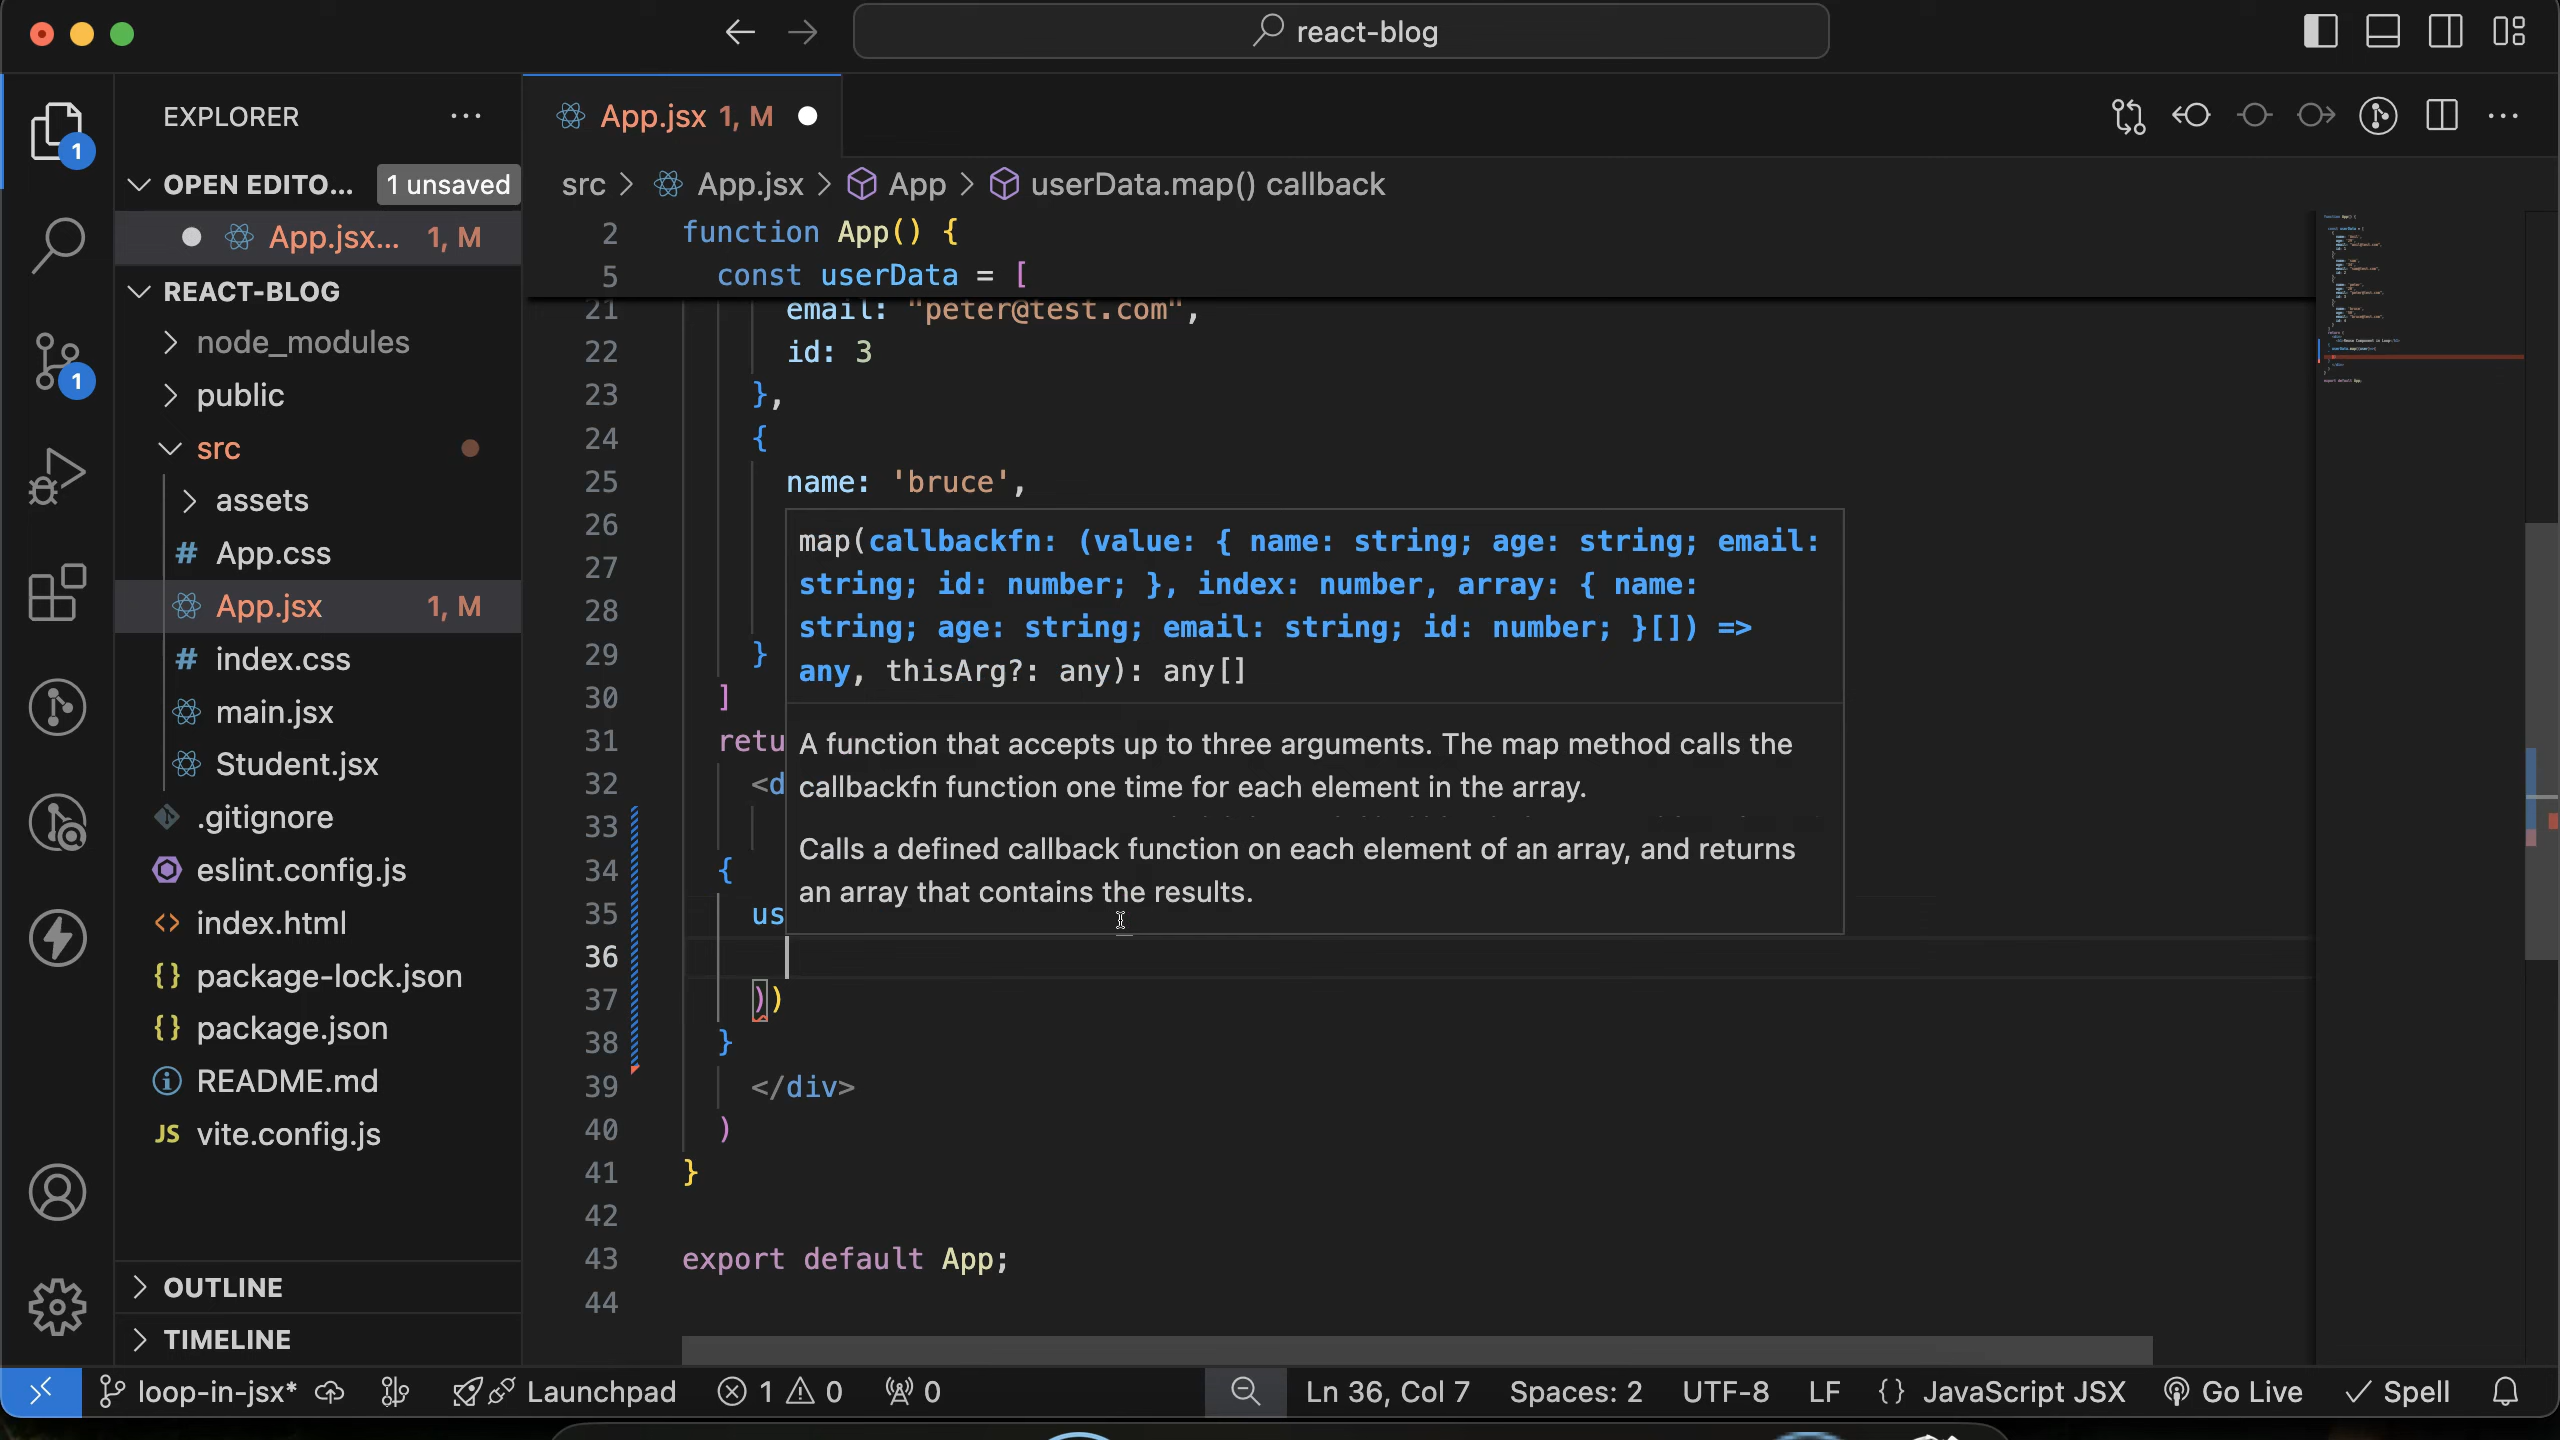 react-blog
EXPLORER
App.jsx 1, M
1
OPEN EDITO... 1 unsaved
src > App.jsx > App > userData.map() callback
App.jsx... 1, M
2 function App() {
REACT-BLOG
5 const userData = [
21 email: "peter@test.com",
node_modules
22 id: 3
1
public
23 },
src
24 {
assets
25 name: 'bruce',
App.css
26
map(callbackfn: (value: { name: string; age: string; email:
27
string; id: number; }, index: number, array: { name:
App.jsx 1, M
28
string; age: string; email: string; id: number; }[]) =>
index.css
29 }
any, thisArg?: any): any[]
main.jsx
30 ]
31 retu
A function that accepts up to three arguments. The map method calls the
Student.jsx
32 <d
callbackfn function one time for each element in the array.
.gitignore
33
Calls a defined callback function on each element of an array, and returns
eslint.config.js
34 {
an array that contains the results.
index.html
35 us
package-lock.json
36
37 ))
package.json
38 }
README.md
39 </div>
vite.config.js
40 )
41 }
42
43 export default App;
OUTLINE
44
TIMELINE
loop-in-jsx* Launchpad 1 0 0 Ln 36, Col 7 Spaces: 2 UTF-8 LF {} JavaScript JSX Go Live Spell